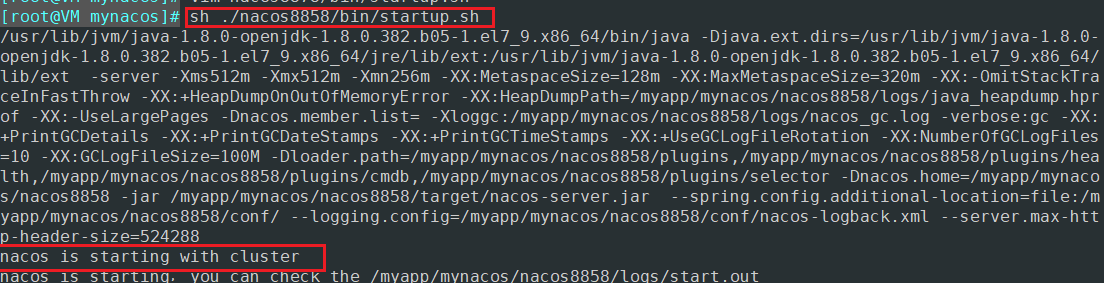 [root@VM mynacos]# sh ./nacos8858/bin/startup.sh
/usr/lib/jvm/java-1.8.0-openjdk-1.8.0.382.b05-1.el7_9.x86_64/bin/java -Djava.ext.dirs=/usr/lib/jvm/java-1.8.0-
openjdk-1.8.0.382.b05-1.el7_9.x86_64/jre/lib/ext:/usr/lib/jvm/java-1.8.0-openjdk-1.8.0.382.b05-1.el7_9.x86_64/
lib/ext  -server -Xms512m -Xmx512m -Xmn256m -XX:MetaspaceSize=128m -XX:MaxMetaspaceSize=320m -XX:-OmitStackTra
ceInFastThrow -XX:+HeapDumpOnOutOfMemoryError -XX:HeapDumpPath=/myapp/mynacos/nacos8858/logs/java_heapdump.hpr
of -XX:-UseLargePages -Dnacos.member.list= -Xloggc:/myapp/mynacos/nacos8858/logs/nacos_gc.log -verbose:gc -XX:
+PrintGCDetails -XX:+PrintGCDateStamps -XX:+PrintGCTimeStamps -XX:+UseGCLogFileRotation -XX:NumberOfGCLogFiles
=10 -XX:GCLogFileSize=100M -Dloader.path=/myapp/mynacos/nacos8858/plugins,/myapp/mynacos/nacos8858/plugins/hea
lth,/myapp/mynacos/nacos8858/plugins/cmdb,/myapp/mynacos/nacos8858/plugins/selector -Dnacos.home=/myapp/mynaco
s/nacos8858 -jar /myapp/mynacos/nacos8858/target/nacos-server.jar  --spring.config.additional-location=file:/m
yapp/mynacos/nacos8858/conf/ --logging.config=/myapp/mynacos/nacos8858/conf/nacos-logback.xml --server.max-htt
p-header-size=524288
nacos is starting with cluster
nacos is starting, you can check the /myapp/mynacos/nacos8858/logs/start.out